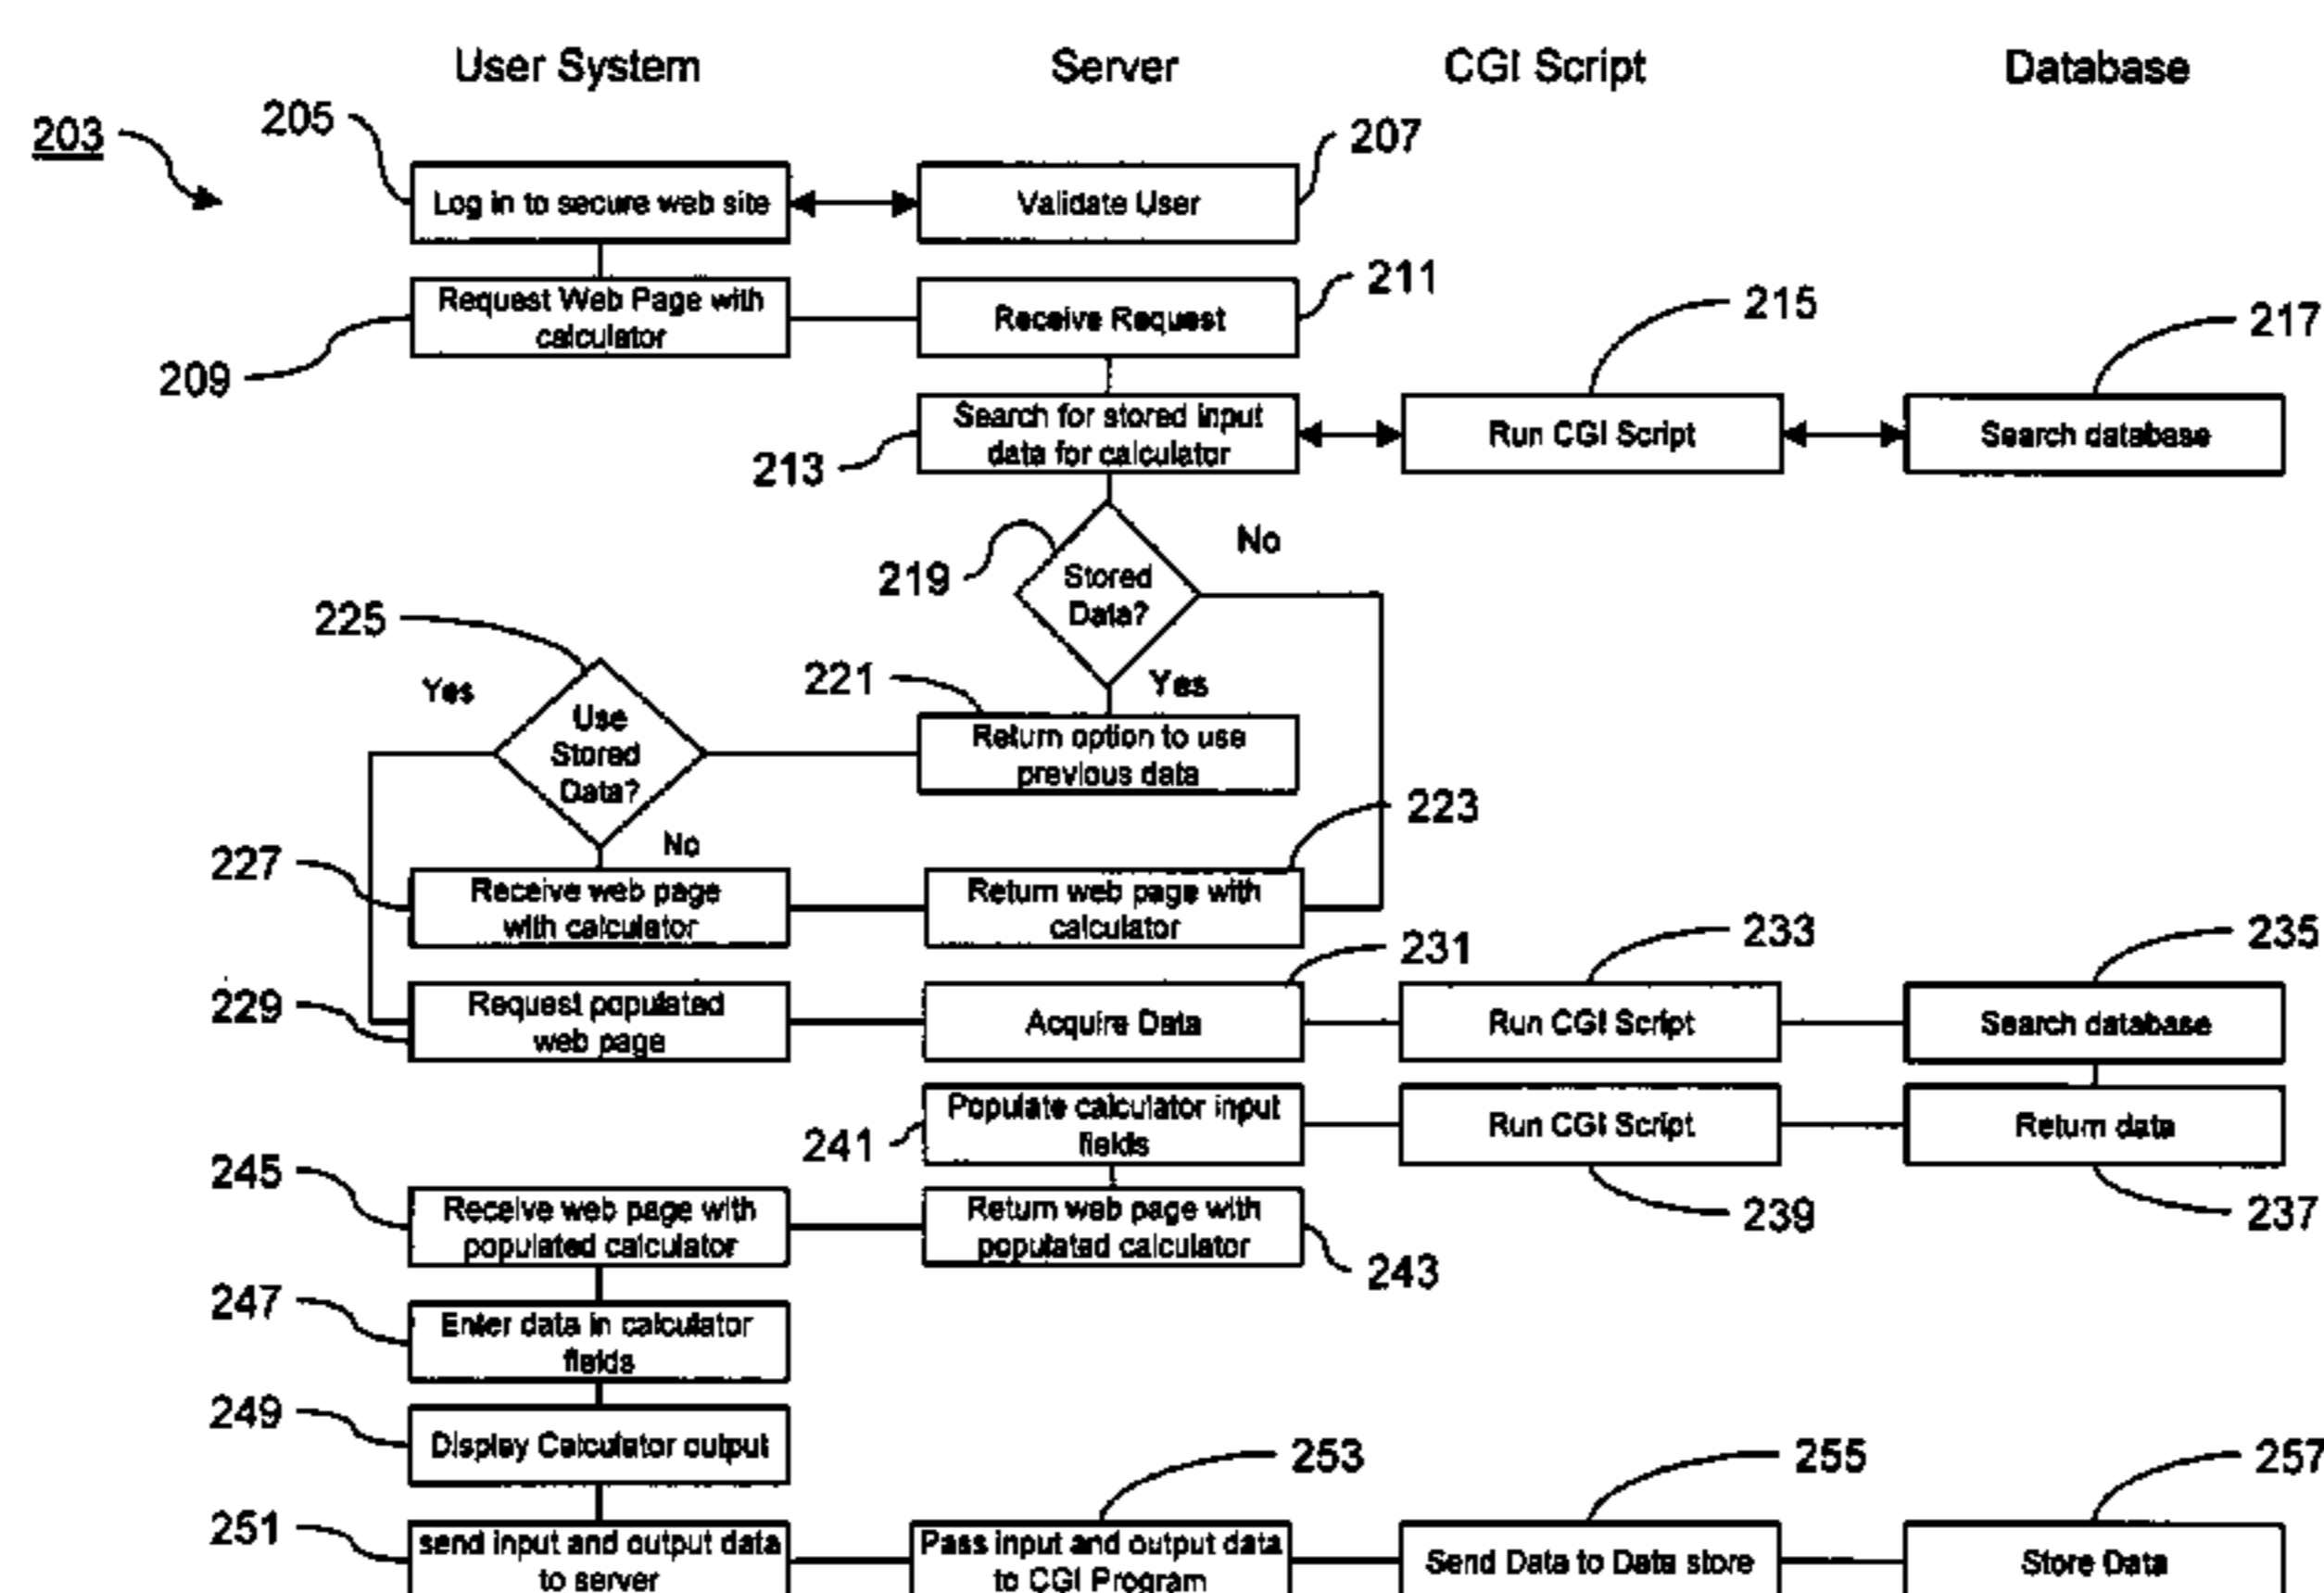 User System
Server
CGI Script
Database
203
205
207
Log in to secure web site
Validate User
211
Request Web Page with
calculator
Receive Request
215
217
209
Search for stored input
data for calculator
Run CGI Script
Search database
213
No
219
Stored
Data?
225
Yes
221
Yes
Use
Stored
Data?
Return option to use
previous data
223
No
227
Receive web page
with calculator
Return web page with
calculator
231
233
235
229
Request populated
web page
Acquire Data
Run CGI Script
Search database
241
Populate calculator input
fields
Run CGI Script
Return data
245
239
237
Receive web page with
populated calculator
Return web page with
populated calculator
243
247
Enter data in calculator
fields
249
Display Calculator output
253
255
257
251
send input and output data
to server
Pass input and output data
to CGI Program
Send Data to Data store
Store Data